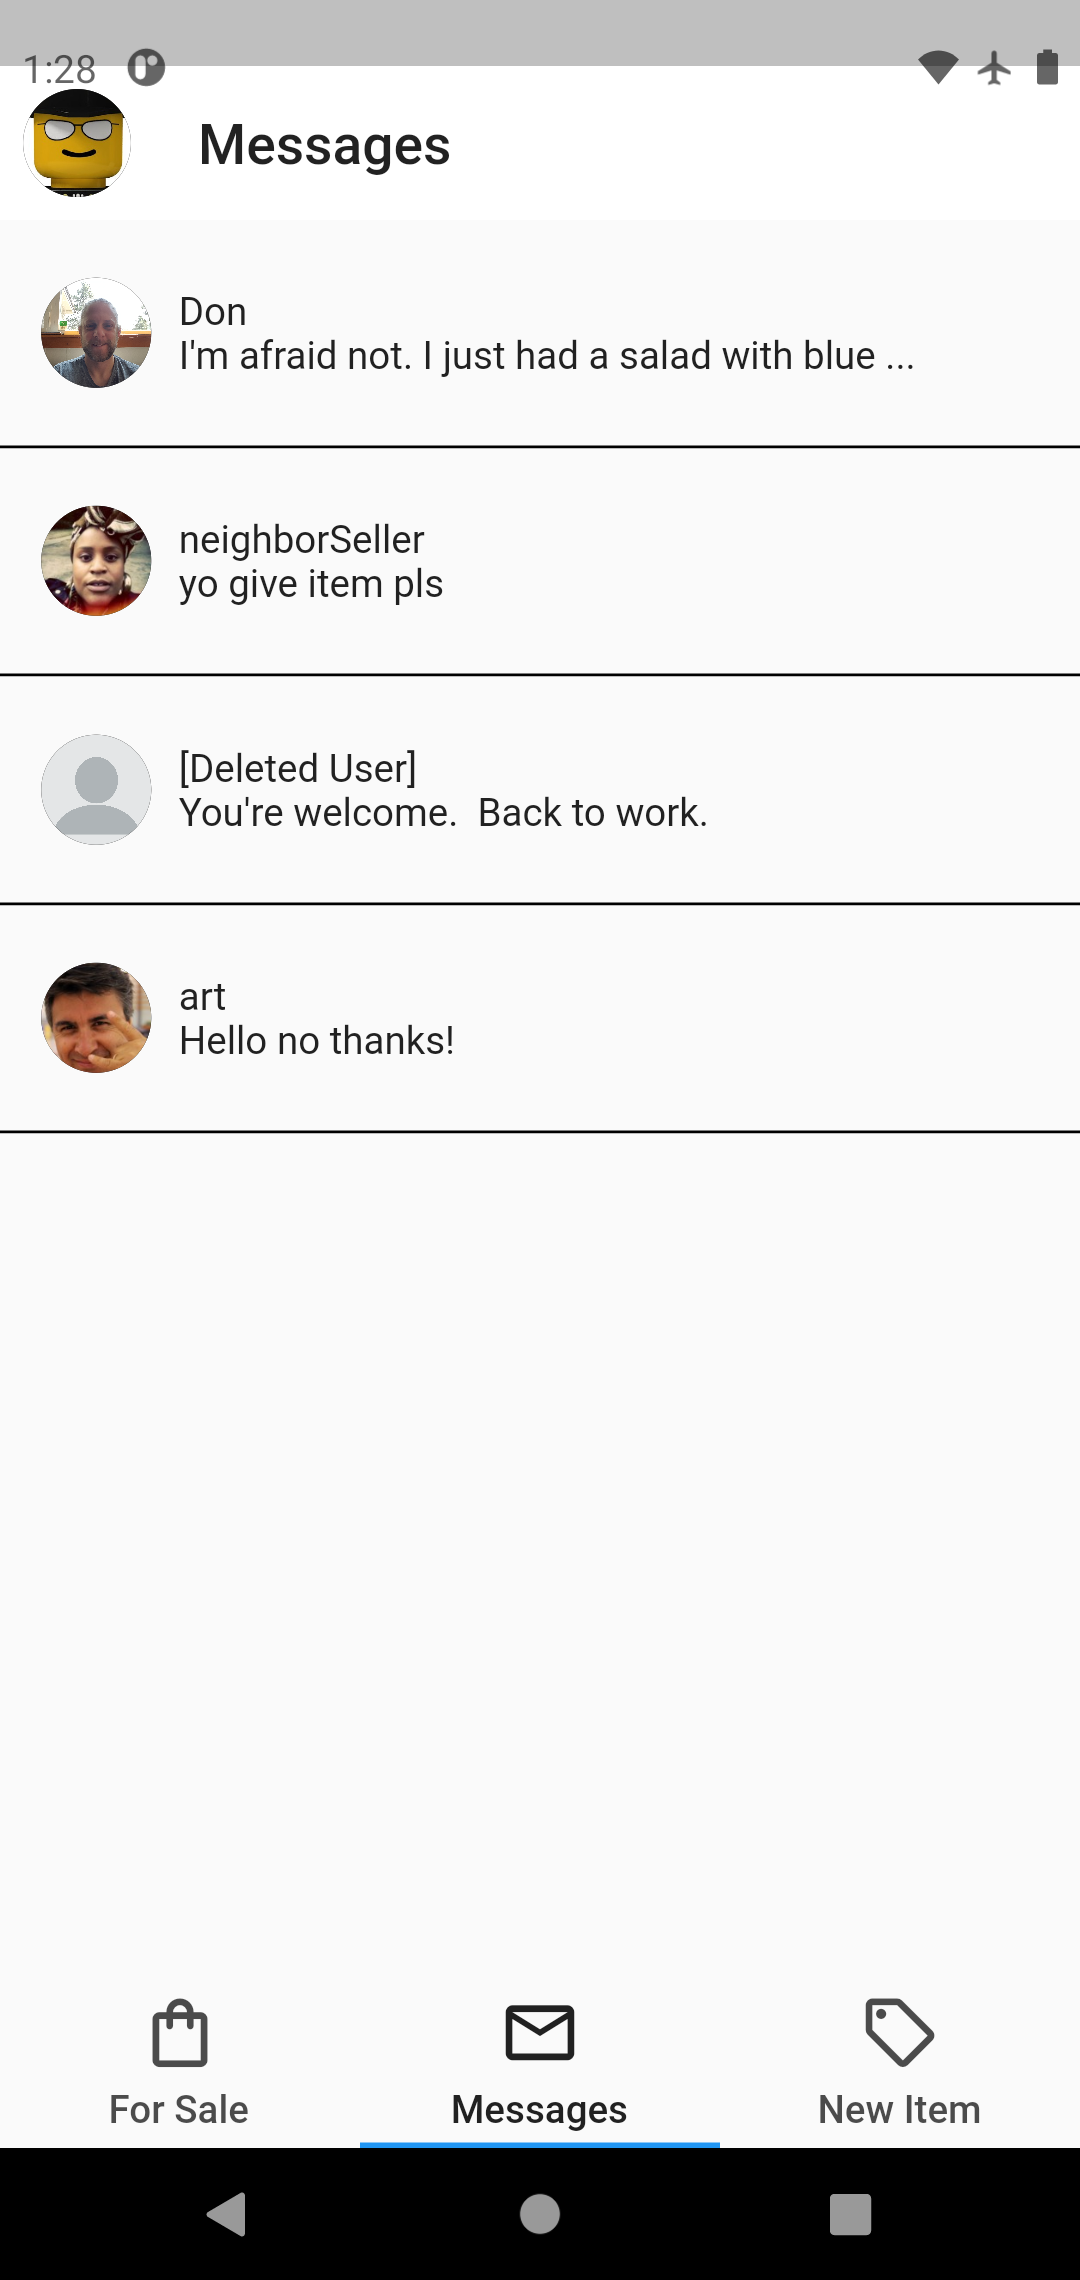 1:28
Messages
Don
I'm afraid not. I just had a salad with blue ...
neighborSeller
yo give item pls
[Deleted User]
You're welcome.  Back to work.
art
Hello no thanks!
For Sale
Messages
New Item